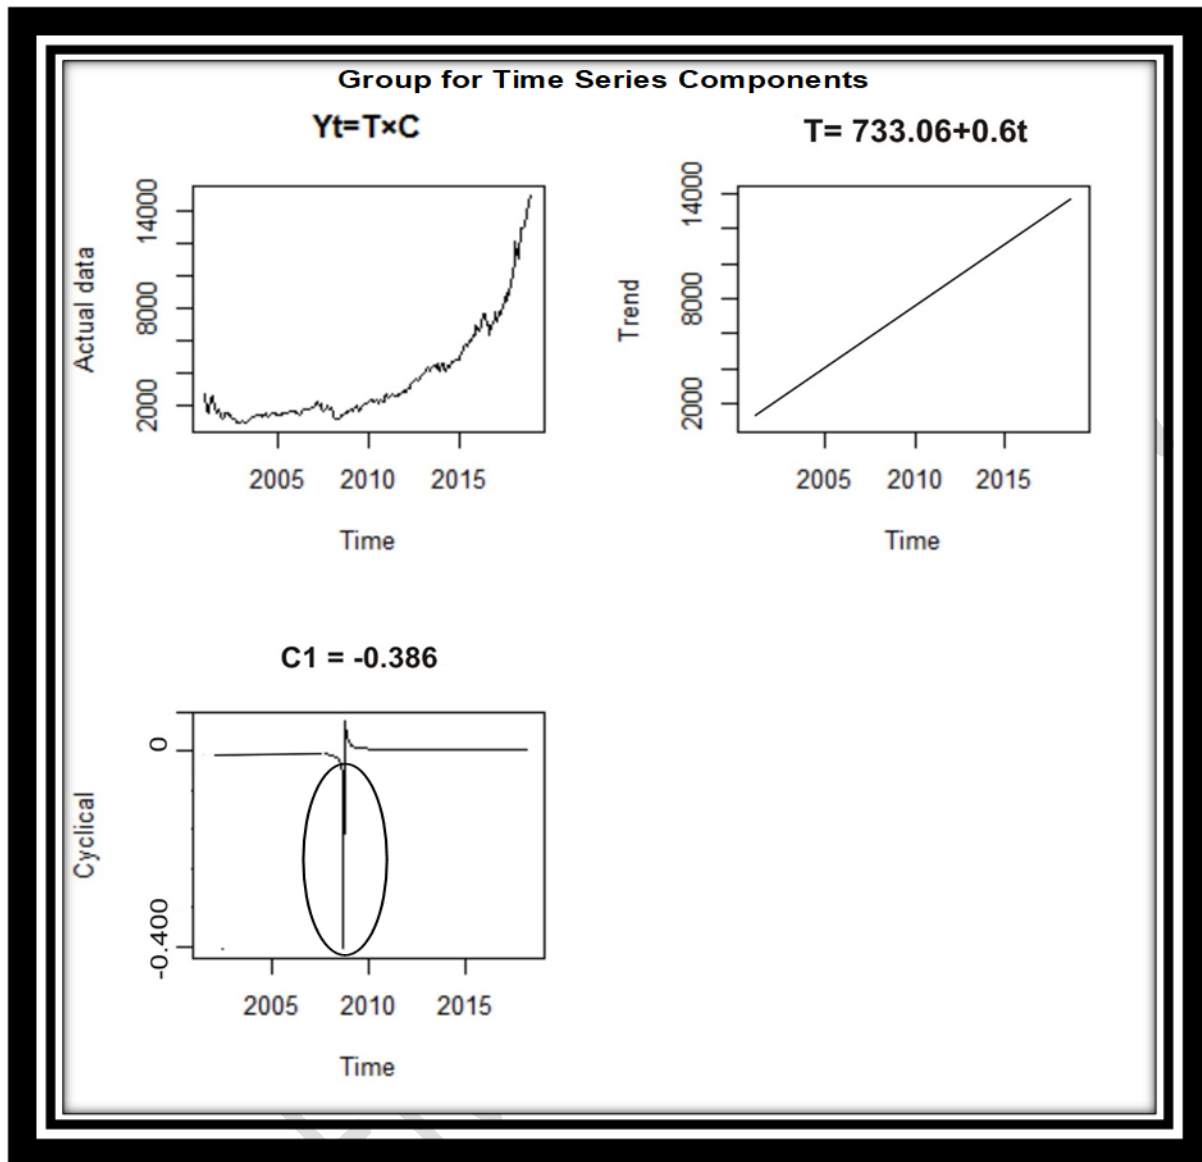 Group for Time Series Components
Yt=T×C
Actual data
14000
8000
2000
2005 2010 2015
Time
T= 733.06+0.6t
Trend
14000
8000
2000
2005 2010 2015
Time
C1 = -0.386
Cyclical
0
-0.400
2005 2010 2015
Time